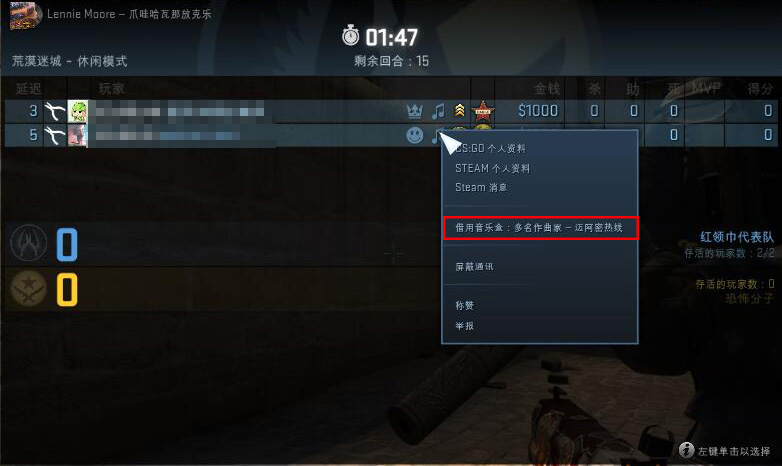 Lennie Moore – 爪哇哈瓦那放克乐
01:47
荒漠迷城 - 休闲模式
剩余回合：15
延迟 玩家 金钱 杀 助 死 MVP 得分
3 $1000 0 0 0 0
5 0 0
CS:GO 个人资料
STEAM 个人资料
Steam 消息
借用音乐盒：多名作曲家 – 迈阿密热线
屏蔽通讯
称赞
举报
0
红领巾代表队
存活的玩家数：2/2
0
存活的玩家数：0
恐怖分子
左键单击以选择